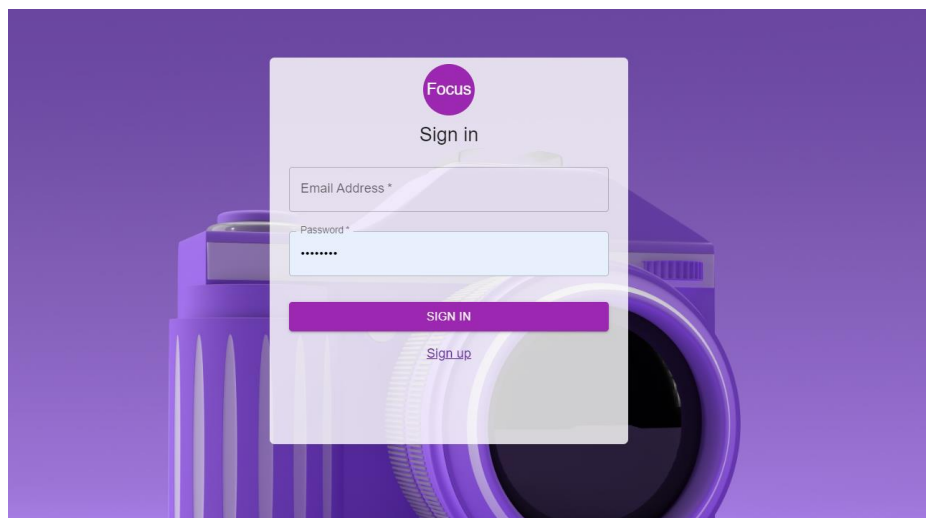 Focus
Sign in
Email Address *
Password *
••••••••
SIGN IN
Sign up